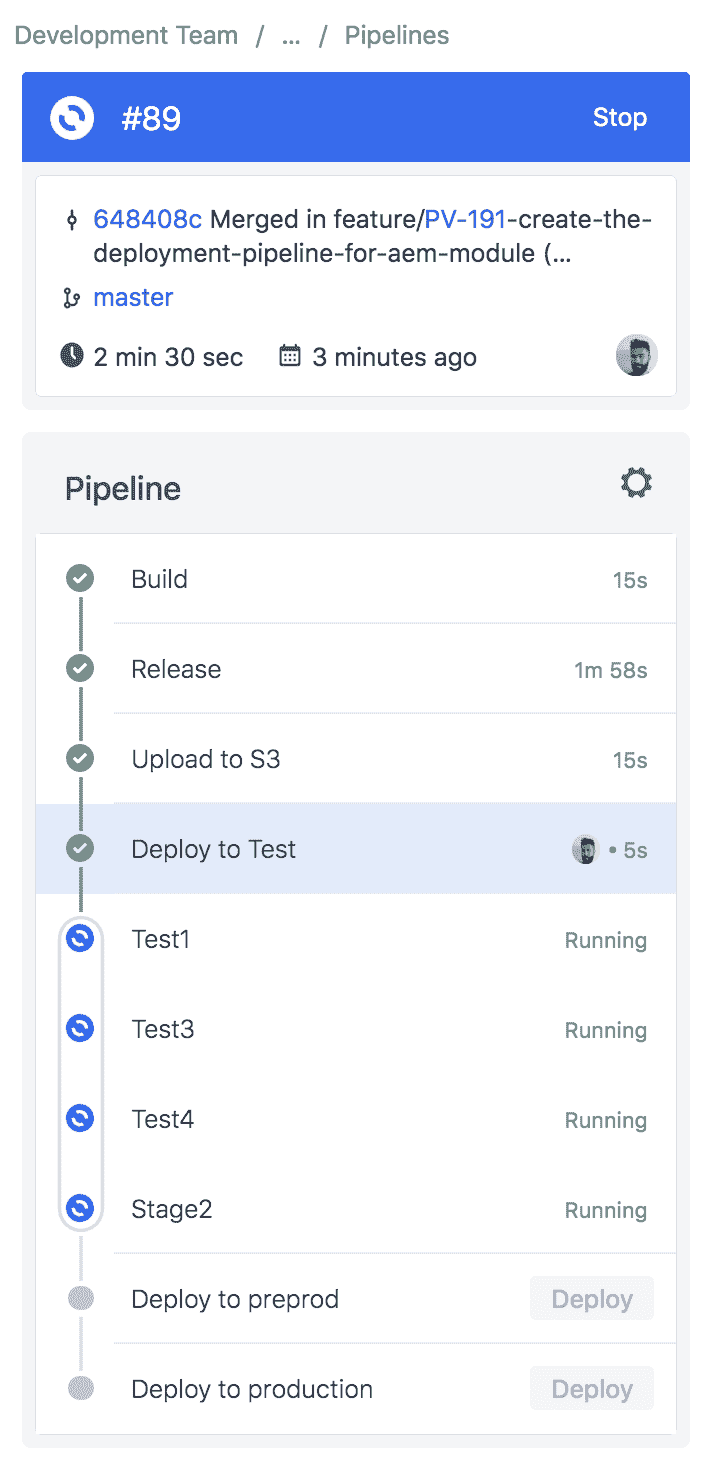 Development Team / ... / Pipelines
#89 Stop
648408c Merged in feature/PV-191-create-the-
deployment-pipeline-for-aem-module (...
master
2 min 30 sec 3 minutes ago
Pipeline
Build 15s
Release 1m 58s
Upload to S3 15s
Deploy to Test • 5s
Test1 Running
Test3 Running
Test4 Running
Stage2 Running
Deploy to preprod Deploy
Deploy to production Deploy